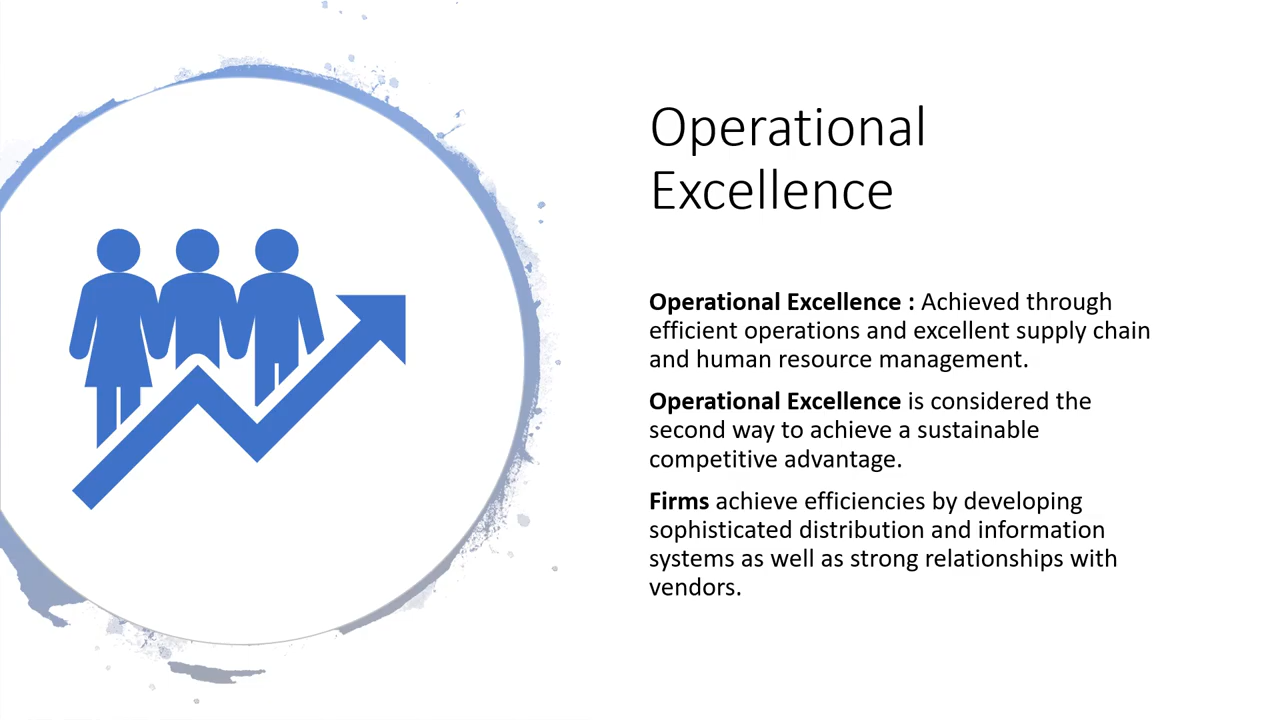 Operational
Excellence
Operational Excellence : Achieved through
efficient operations and excellent supply chain
and human resource management.
Operational Excellence is considered the
second way to achieve a sustainable
competitive advantage.
Firms achieve efficiencies by developing
sophisticated distribution and information
systems as well as strong relationships with
vendors.